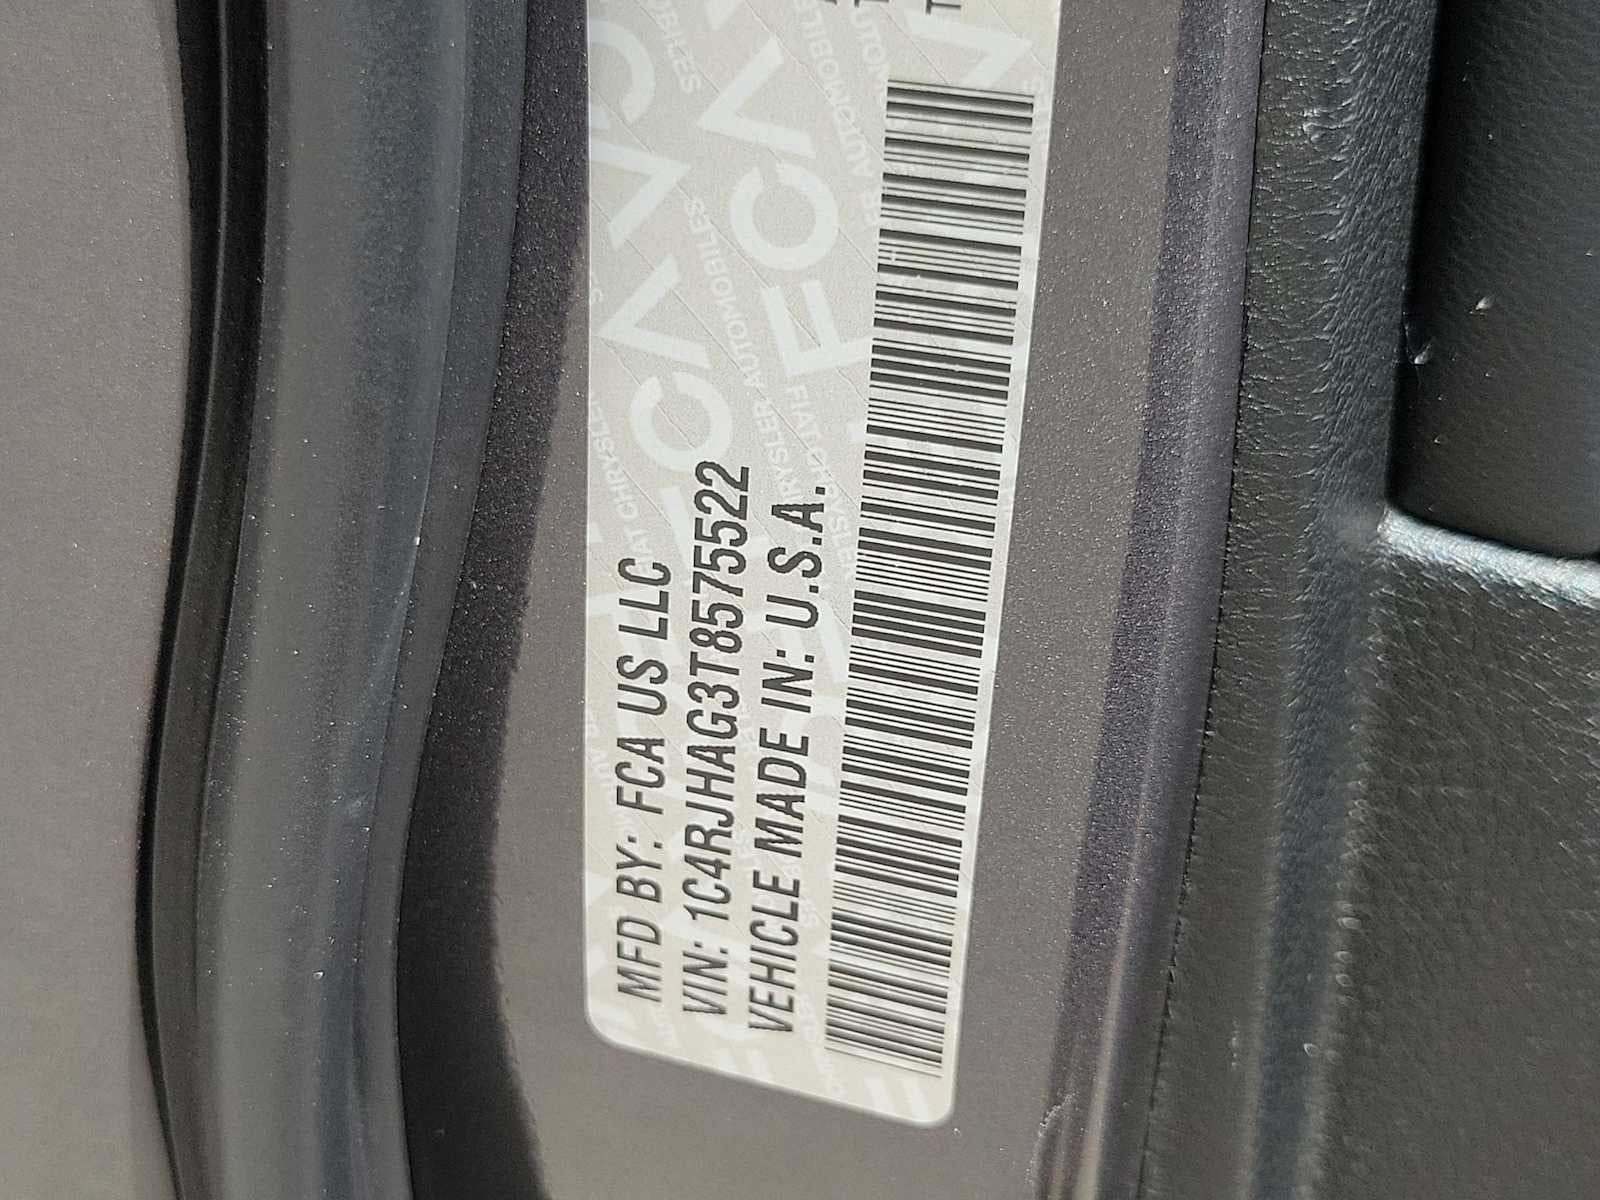 MFD BY: FCA US LLC
VIN: 1C4RJHAG3T8575522
VEHICLE MADE IN: U.S.A.